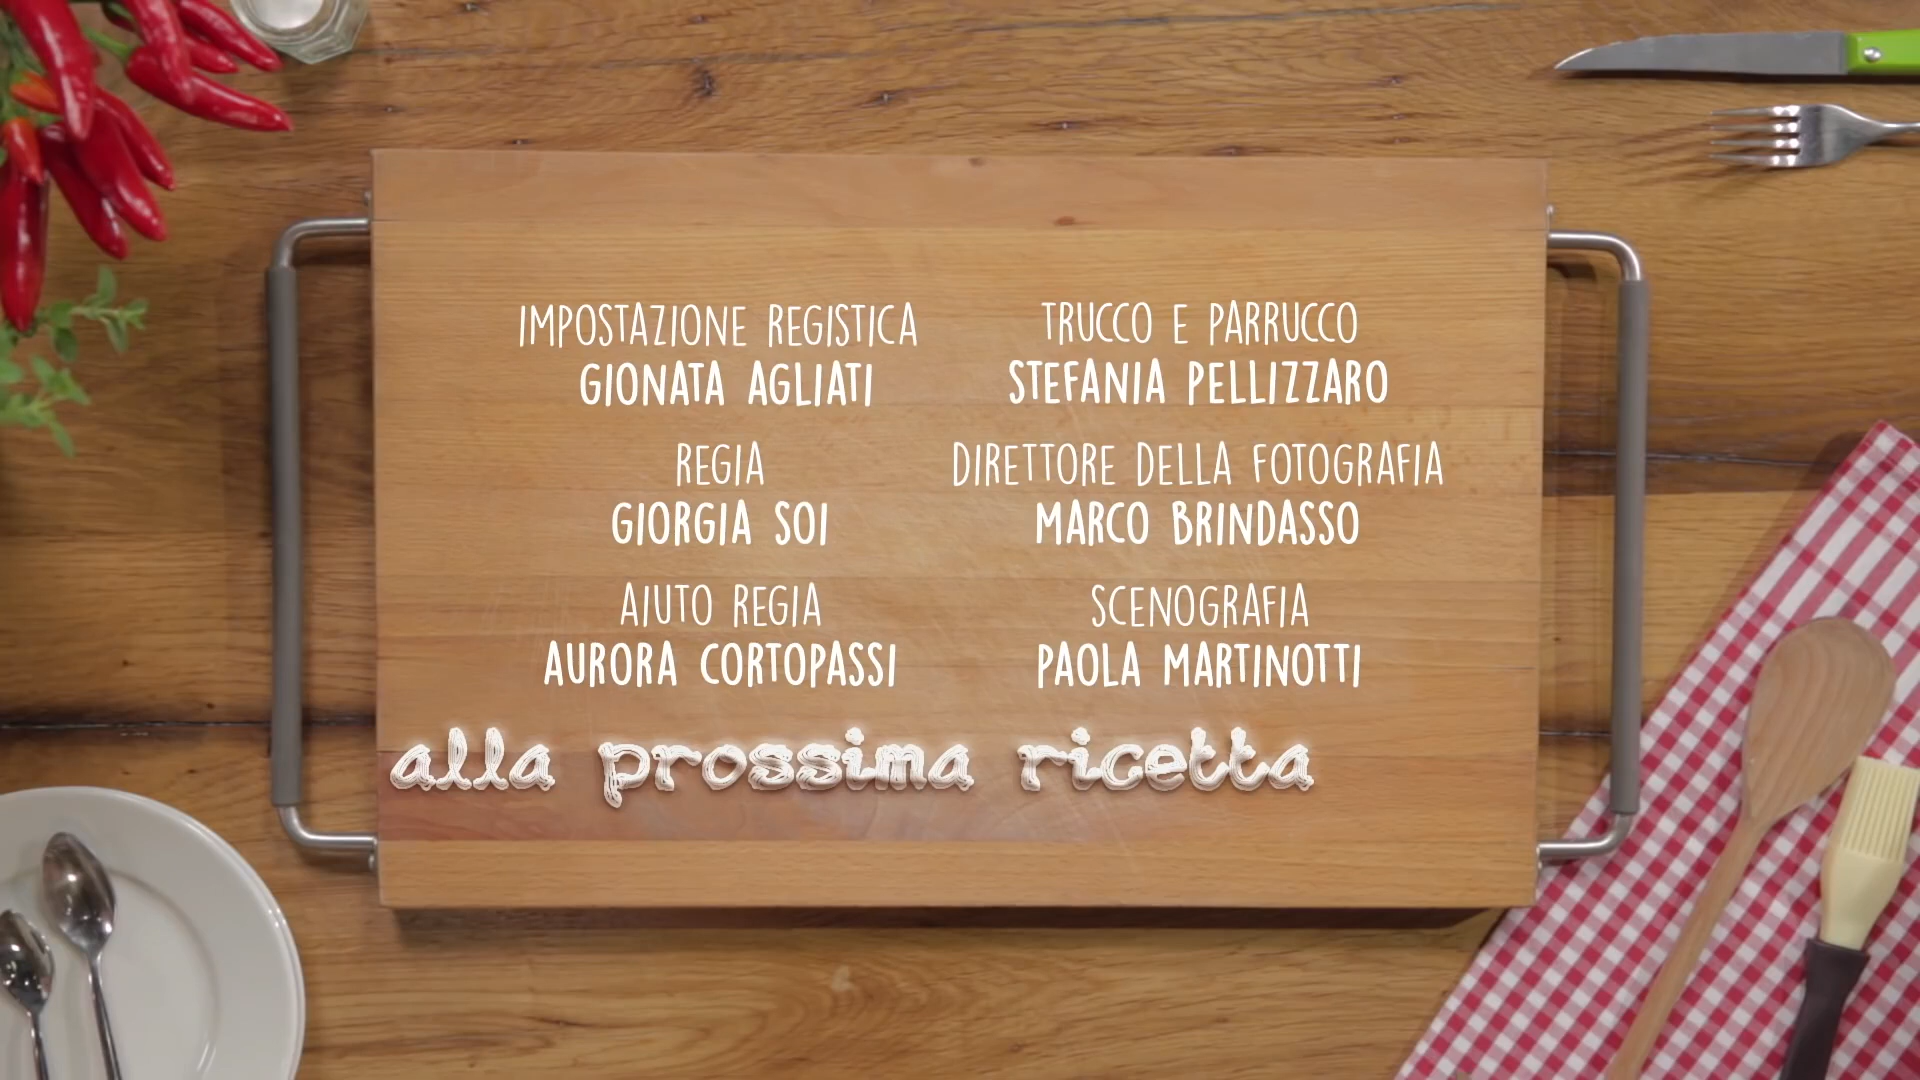 IMPOSTAZIONE REGISTICA
GIONATA AGLIATI
REGIA
GIORGIA SOI
AIUTO REGIA
AURORA CORTOPASSI
TRUCCO E PARRUCCO
STEFANIA PELLIZZARO
DIRETTORE DELLA FOTOGRAFIA
MARCO BRINDASSO
SCENOGRAFIA
PAOLA MARTINOTTI
alla prossima ricetta